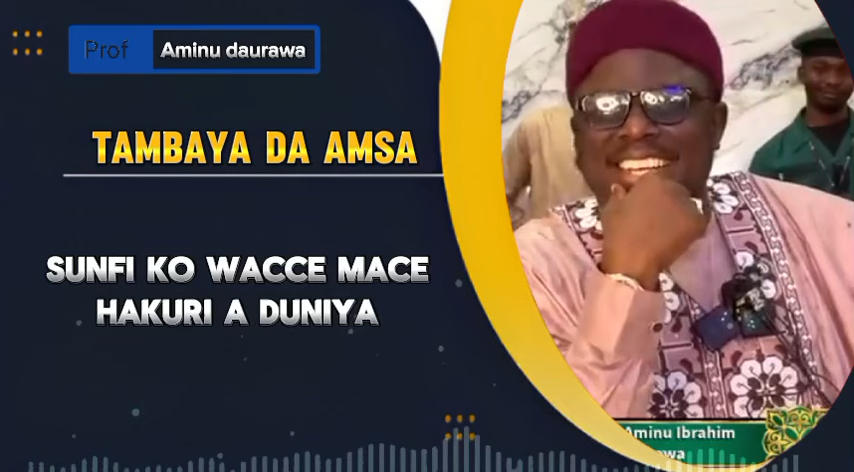 Prof Aminu daurawa
TAMBAYA DA AMSA
SUNFI KO WACCE MACE
HAKURI A DUNIYA
Aminu Ibrahim